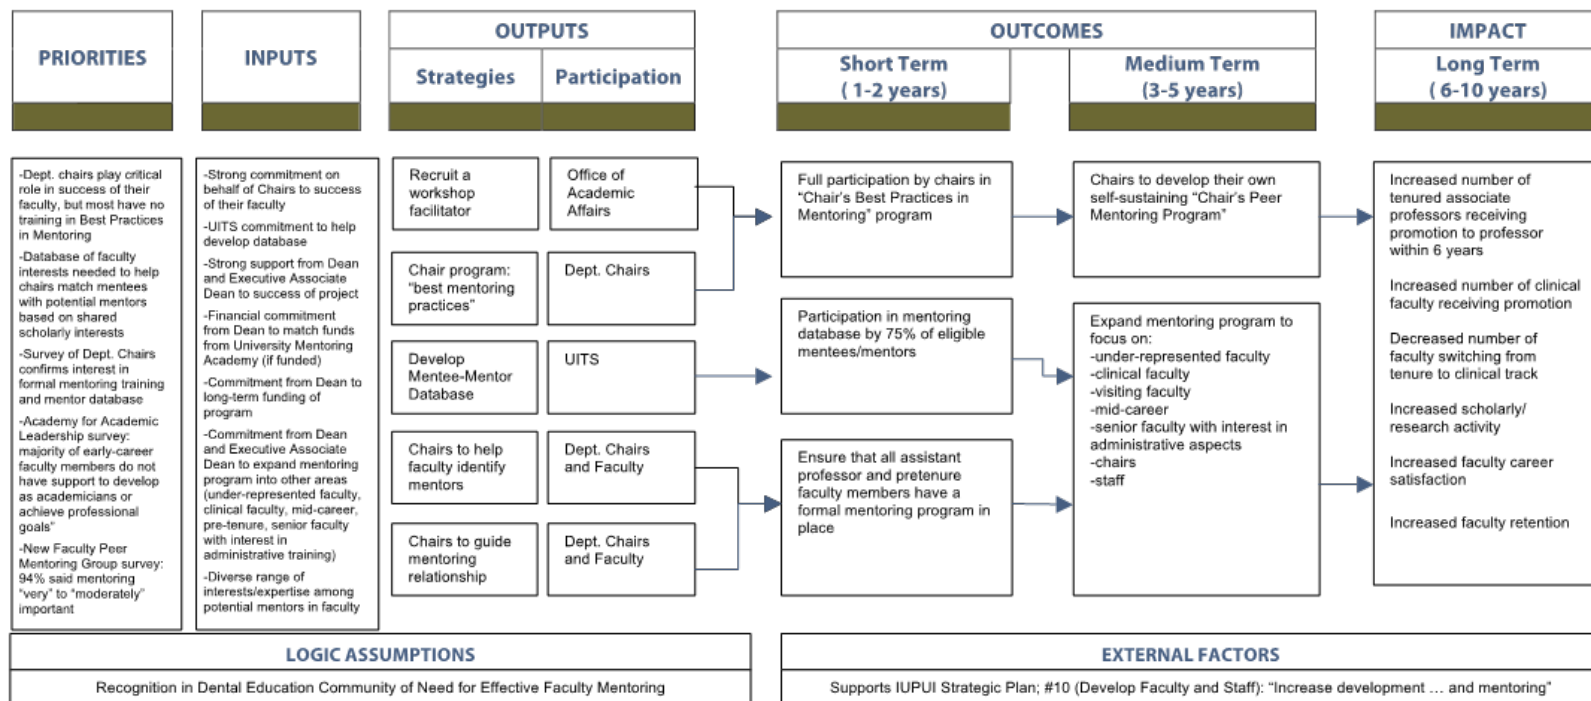 PRIORITIES
INPUTS
OUTPUTS
Strategies
Participation
OUTCOMES
Short Term
( 1-2 years)
Medium Term
(3-5 years)
IMPACT
Long Term
( 6-10 years)
-Dept. chairs play critical
role in success of their
faculty, but most have no
training in Best Practices
in Mentoring
-Database of faculty
interests needed to help
chairs match mentees
with potential mentors
based on shared
scholarly interests
-Survey of Dept. Chairs
confirms interest in
formal mentoring training
and mentor database
-Academy for Academic
Leadership survey:
majority of early-career
faculty members do not
have support to develop
as academicians or
achieve professional
goals"
-New Faculty Peer
Mentoring Group survey:
94% said mentoring
"very" to "moderately"
important
-Strong commitment on
behalf of Chairs to success
of their faculty
-UITS commitment to help
develop database
-Strong support from Dean
and Executive Associate
Dean to success of project
-Financial commitment
from Dean to match funds
from University Mentoring
Academy (if funded)
-Commitment from Dean to
long-term funding of
program
-Commitment from Dean
and Executive Associate
Dean to expand mentoring
program into other areas
(under-represented faculty,
clinical faculty, mid-career,
pre-tenure, senior faculty
with interest in
administrative training)
-Diverse range of
interests/expertise among
potential mentors in faculty
Recruit a
workshop
facilitator
Office of
Academic
Affairs
Chair program:
"best mentoring
practices"
Dept. Chairs
Develop
Mentee-Mentor
Database
UITS
Chairs to help
faculty identify
mentors
Dept. Chairs
and Faculty
Chairs to guide
mentoring
relationship
Dept. Chairs
and Faculty
Full participation by chairs in
"Chair's Best Practices in
Mentoring" program
Participation in mentoring
database by 75% of eligible
mentees/mentors
Ensure that all assistant
professor and pretenure
faculty members have a
formal mentoring program in
place
Chairs to develop their own
self-sustaining "Chair's Peer
Mentoring Program"
Expand mentoring program to
focus on:
-under-represented faculty
-clinical faculty
-visiting faculty
-mid-career
-senior faculty with interest in
administrative aspects
-chairs
-staff
Increased number of
tenured associate
professors receiving
promotion to professor
within 6 years
Increased number of clinical
faculty receiving promotion
Decreased number of
faculty switching from
tenure to clinical track
Increased scholarly/
research activity
Increased faculty career
satisfaction
Increased faculty retention
LOGIC ASSUMPTIONS
Recognition in Dental Education Community of Need for Effective Faculty Mentoring
EXTERNAL FACTORS
Supports IUPUI Strategic Plan; #10 (Develop Faculty and Staff): "Increase development ... and mentoring"